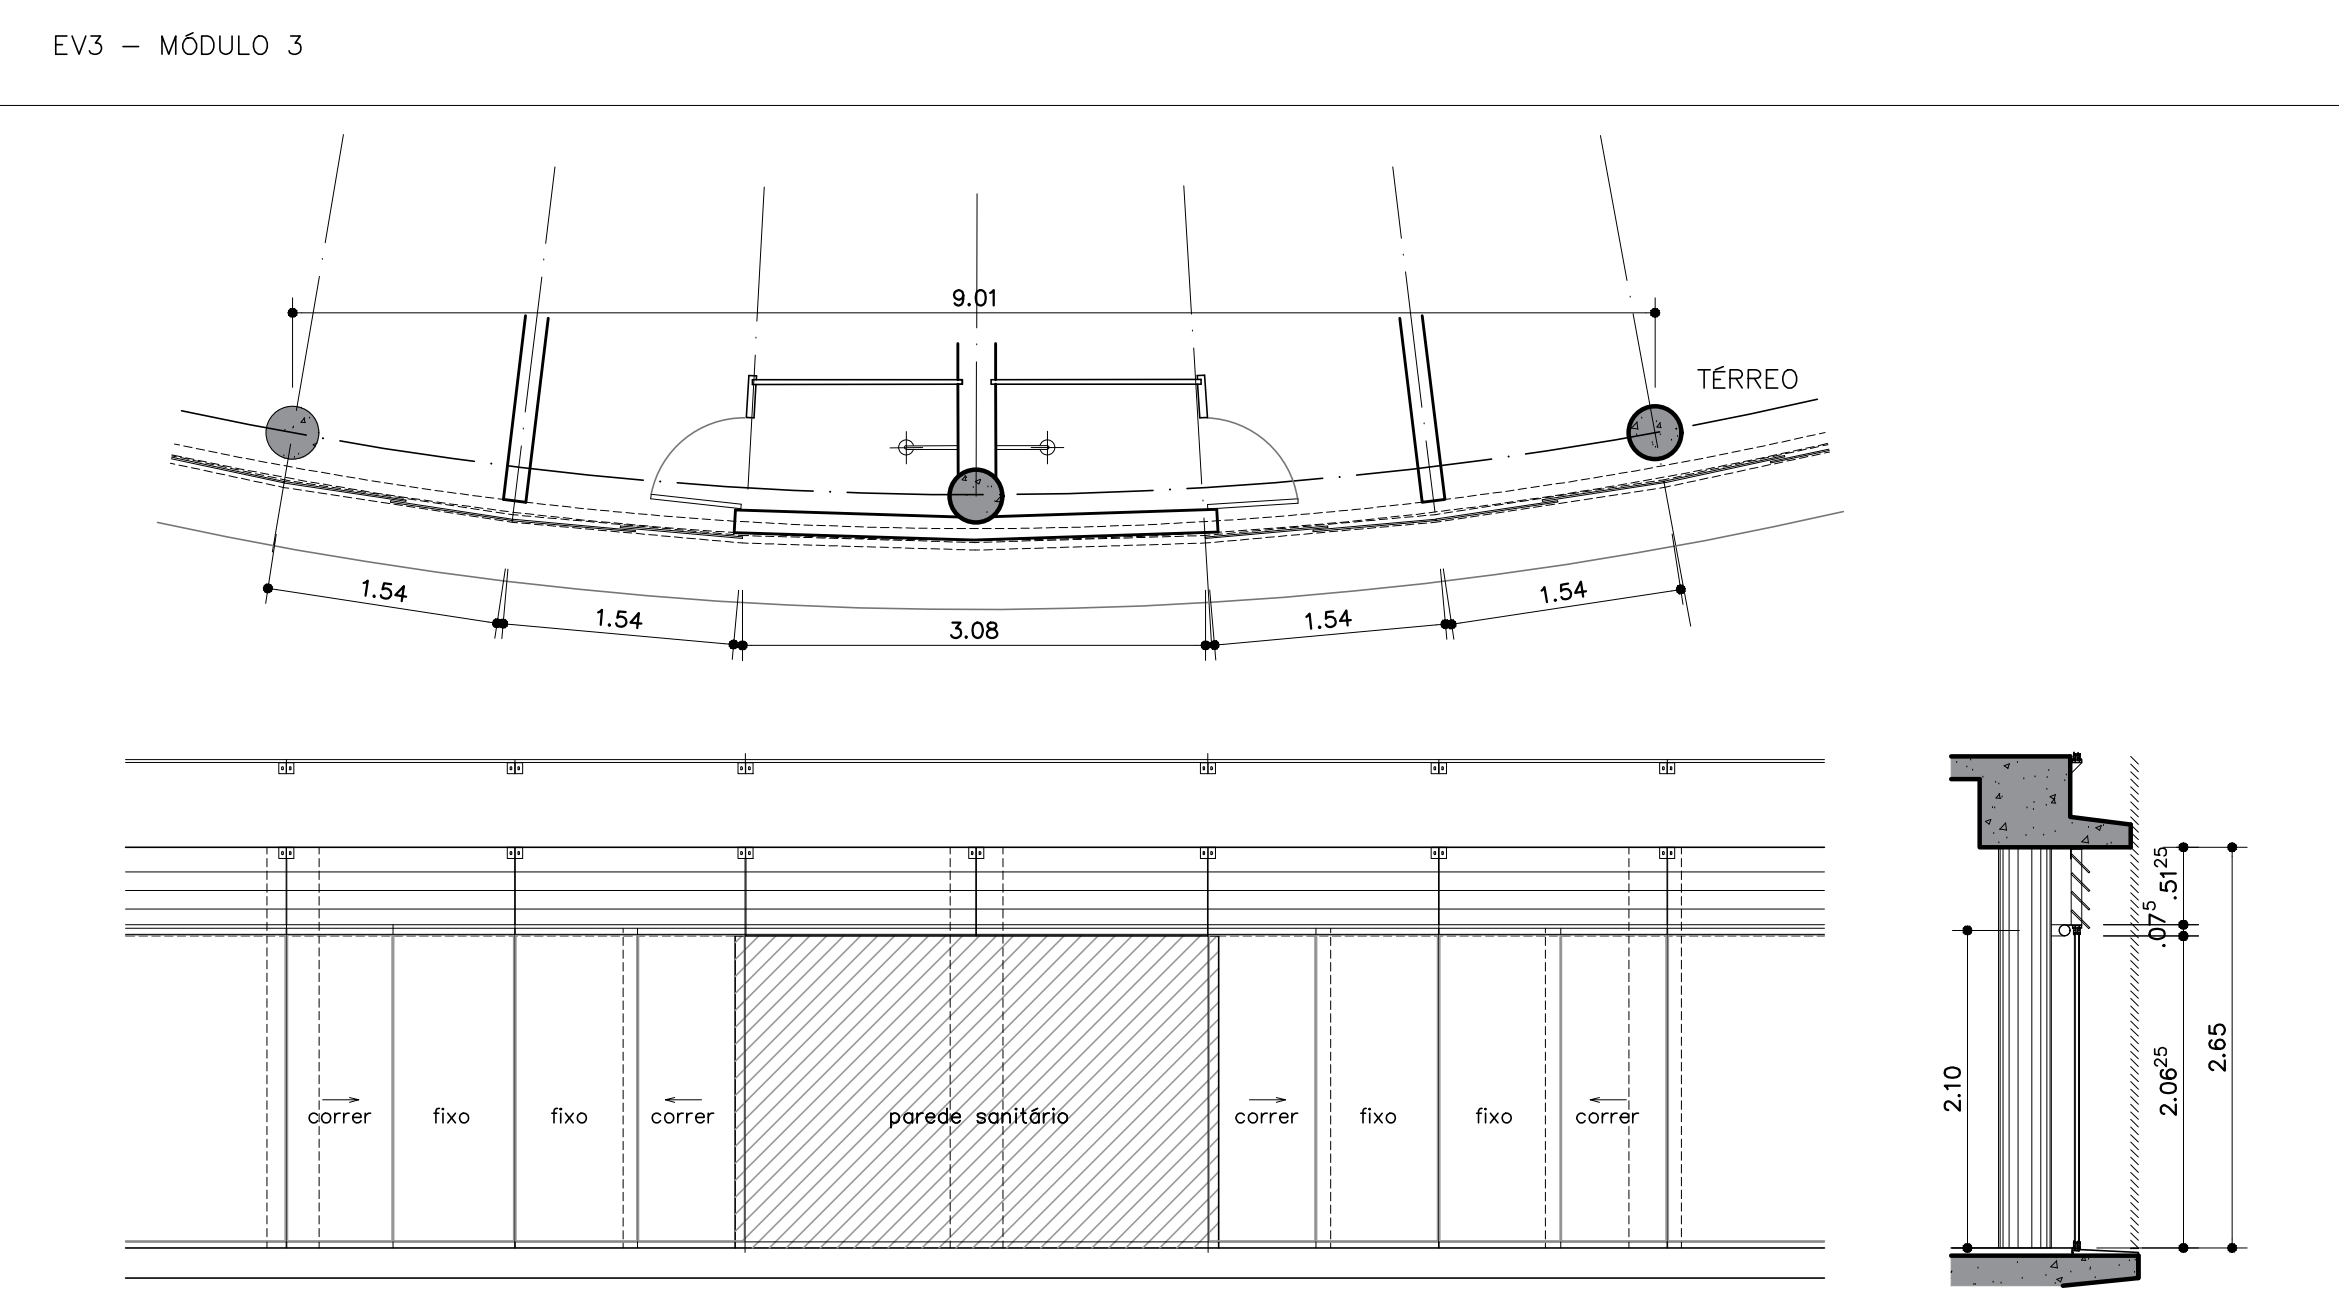 EV3 – MÓDULO 3
9.01
TÉRREO
1.54
1.54
3.08
1.54
1.54
correr
fixo
fixo
correr
parede sanitário
correr
fixo
fixo
correr
2.10
.51²⁵
.07⁵
2.06²⁵
2.65